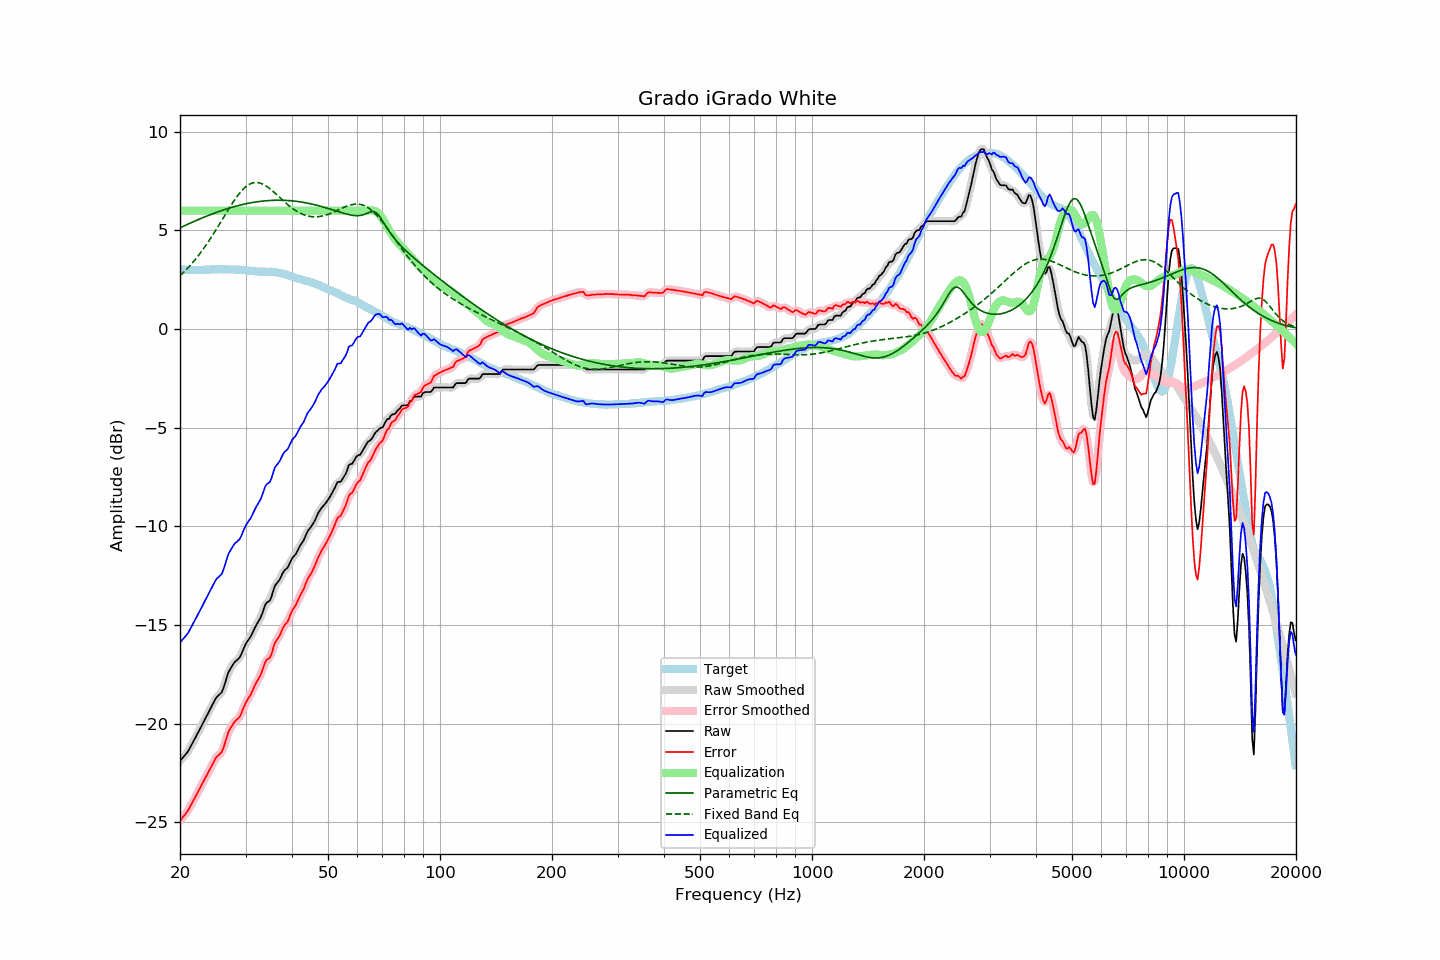 Grado iGrado White
10
5
0
−5
−10
−15
−20
−25
Amplitude (dBr)
Target
Raw Smoothed
Error Smoothed
Raw
Error
Equalization
Parametric Eq
Fixed Band Eq
Equalized
20 50 100 200 500 1000 2000 5000 10000 20000
Frequency (Hz)